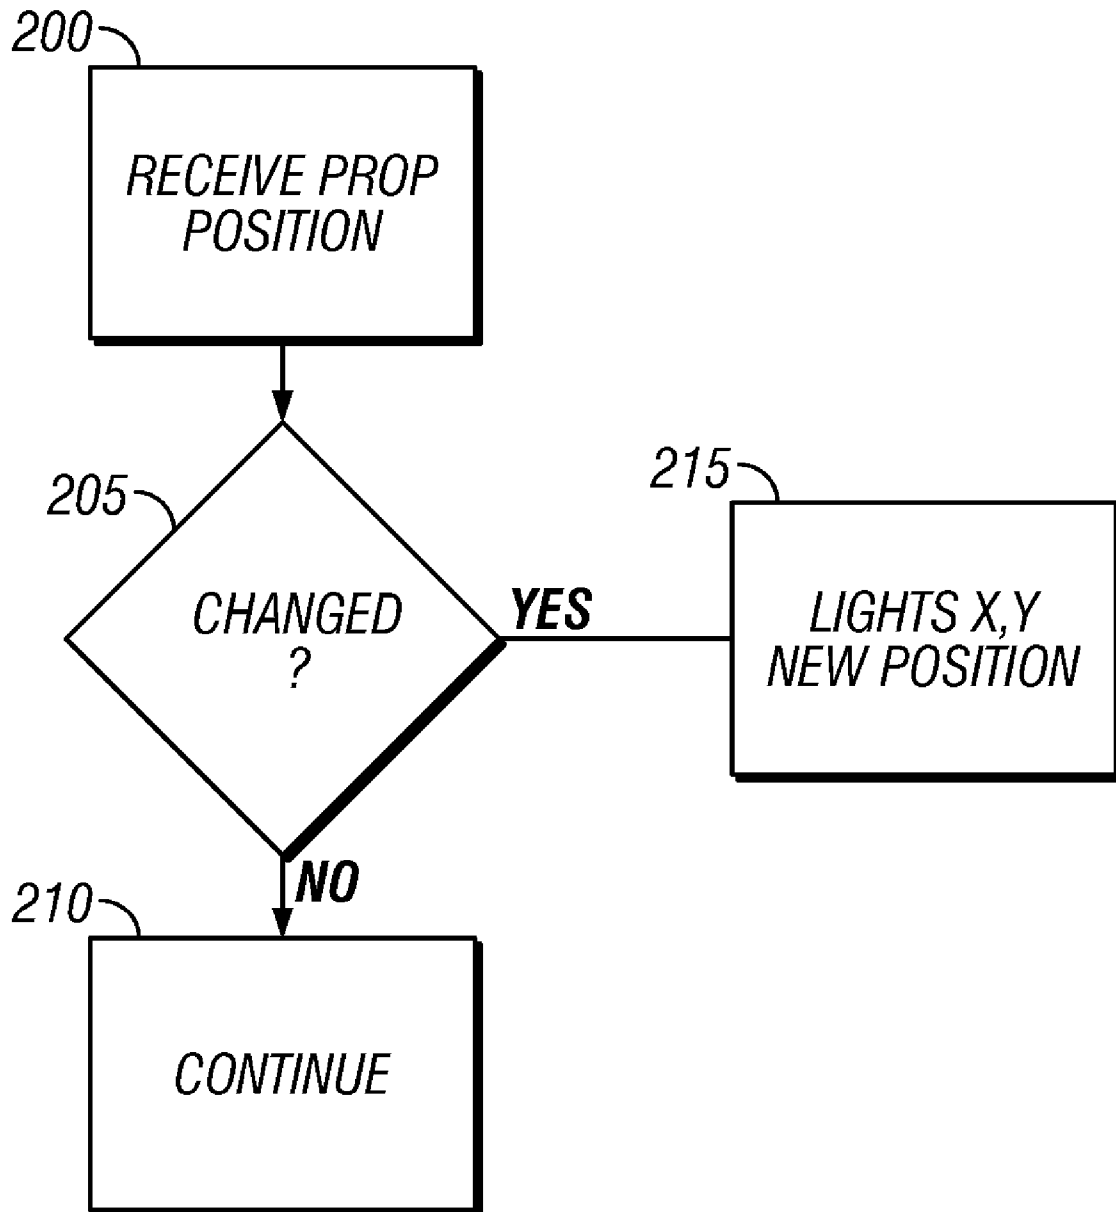 200
RECEIVE PROP
POSITION
205
CHANGED
?
YES
215
LIGHTS X,Y
NEW POSITION
NO
210
CONTINUE